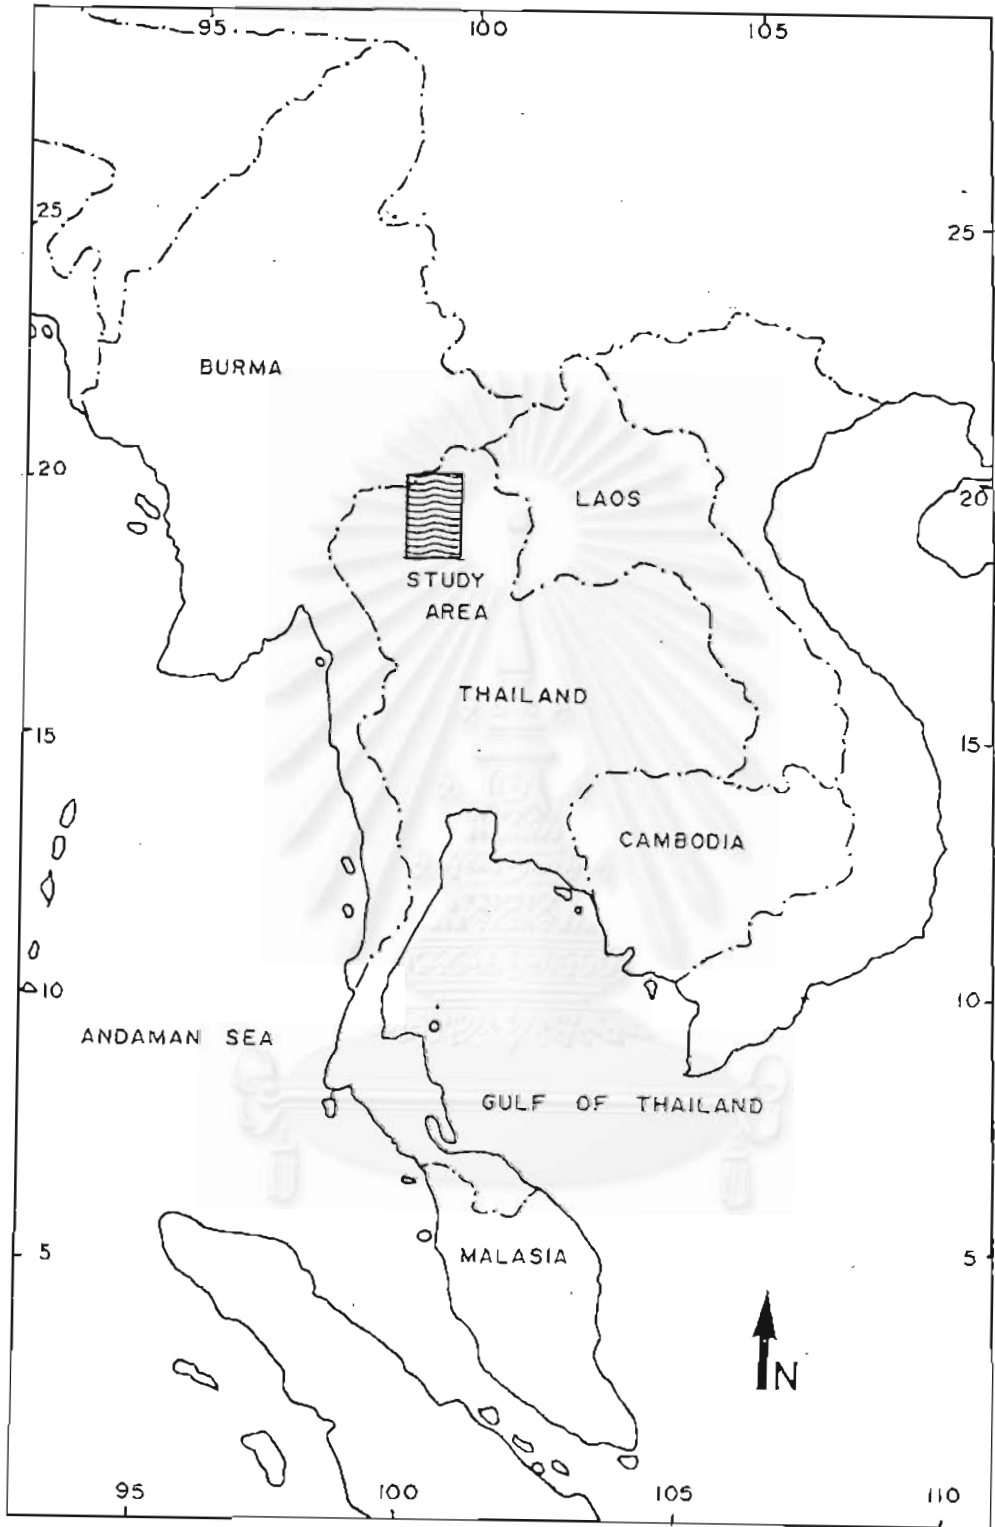 95 100 105
25 25
BURMA
20 20
LAOS
STUDY
AREA
THAILAND
15 15
CAMBODIA
10 10
ANDAMAN SEA
GULF OF THAILAND
5 5
MALASIA
N
95 100 105 110